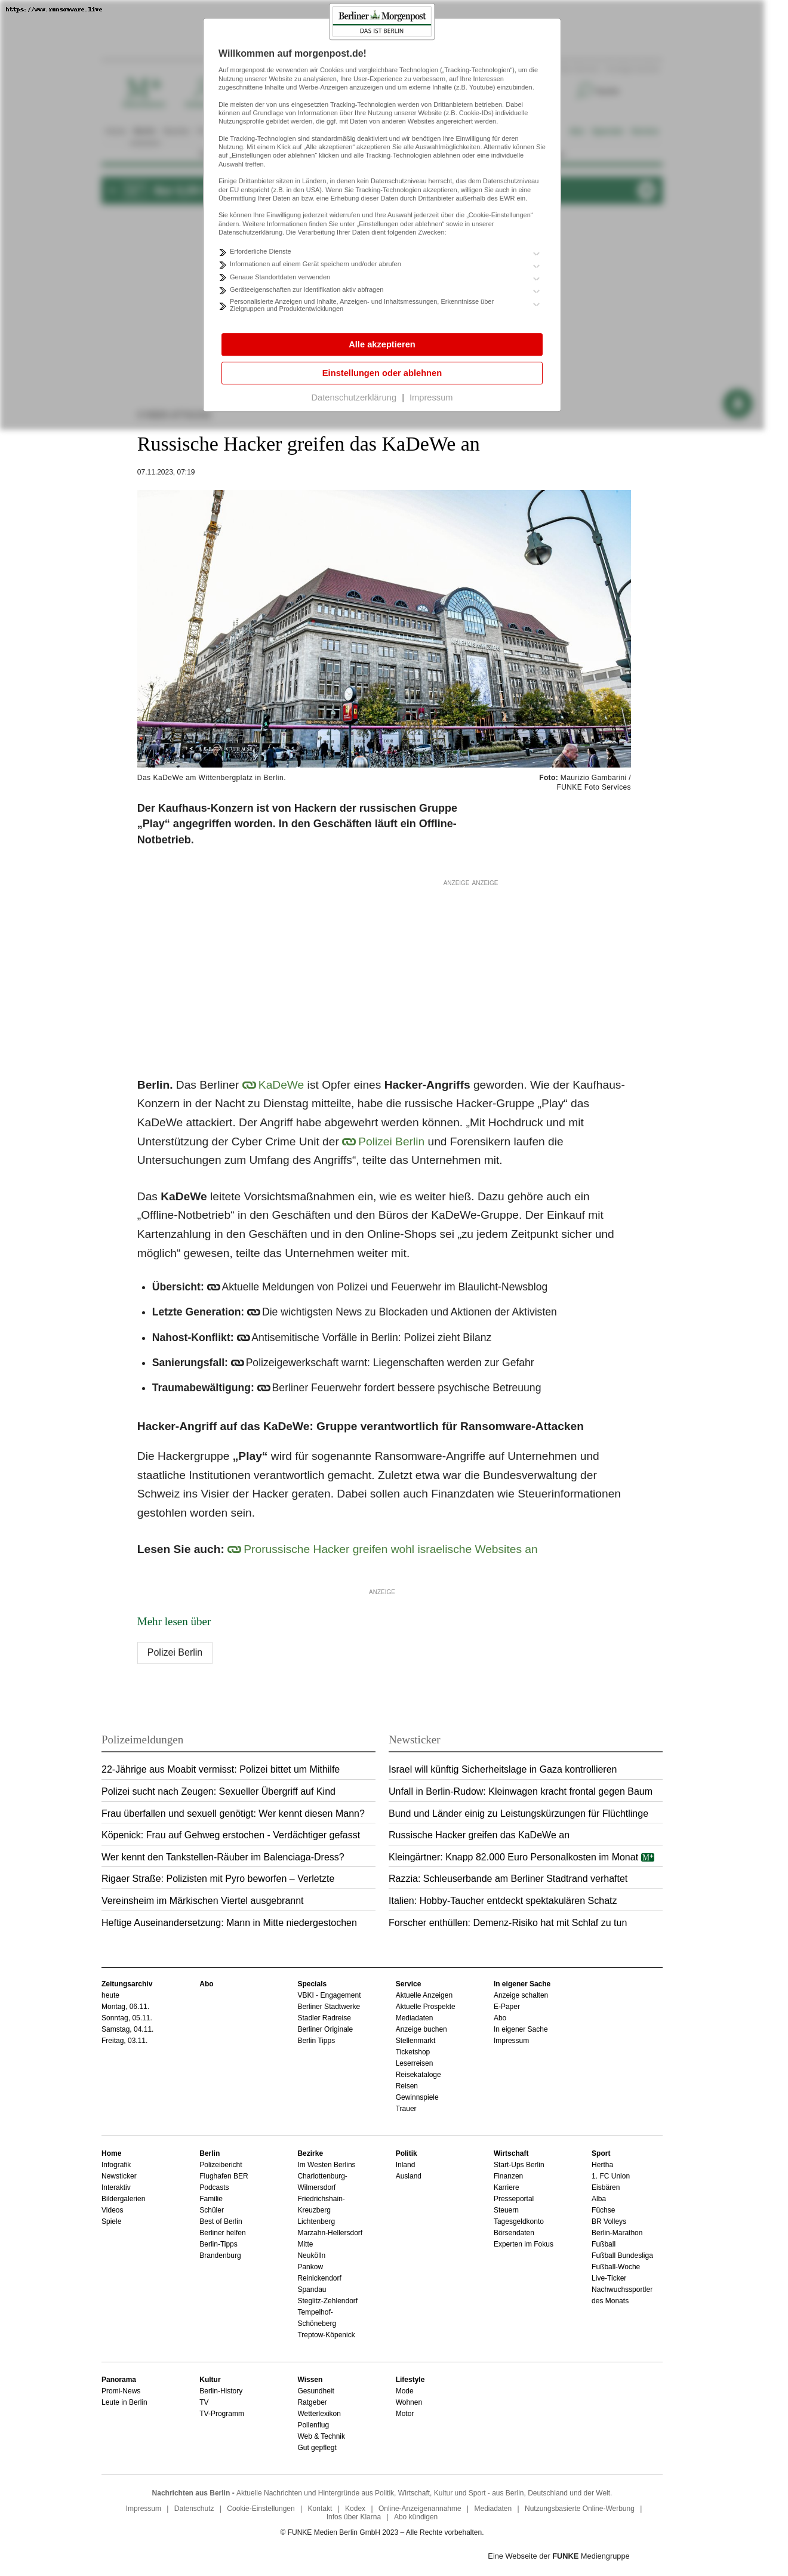 https://www.ransomware.live
Berliner Morgenpost
DAS IST BERLIN
Willkommen auf morgenpost.de!
Auf morgenpost.de verwenden wir Cookies und vergleichbare Technologien („Tracking-Technologien“), um die
Nutzung unserer Website zu analysieren, Ihre User-Experience zu verbessern, auf Ihre Interessen
zugeschnittene Inhalte und Werbe-Anzeigen anzuzeigen und um externe Inhalte (z.B. Youtube) einzubinden.
Die meisten der von uns eingesetzten Tracking-Technologien werden von Drittanbietern betrieben. Dabei
können auf Grundlage von Informationen über Ihre Nutzung unserer Website (z.B. Cookie-IDs) individuelle
Nutzungsprofile gebildet werden, die ggf. mit Daten von anderen Websites angereichert werden.
Die Tracking-Technologien sind standardmäßig deaktiviert und wir benötigen Ihre Einwilligung für deren
Nutzung. Mit einem Klick auf „Alle akzeptieren“ akzeptieren Sie alle Auswahlmöglichkeiten. Alternativ können Sie
auf „Einstellungen oder ablehnen“ klicken und alle Tracking-Technologien ablehnen oder eine individuelle
Auswahl treffen.
Einige Drittanbieter sitzen in Ländern, in denen kein Datenschutzniveau herrscht, das dem Datenschutzniveau
der EU entspricht (z.B. in den USA). Wenn Sie Tracking-Technologien akzeptieren, willigen Sie auch in eine
Übermittlung Ihrer Daten an bzw. eine Erhebung dieser Daten durch Drittanbieter außerhalb des EWR ein.
Sie können Ihre Einwilligung jederzeit widerrufen und Ihre Auswahl jederzeit über die „Cookie-Einstellungen“
ändern. Weitere Informationen finden Sie unter „Einstellungen oder ablehnen“ sowie in unserer
Datenschutzerklärung. Die Verarbeitung Ihrer Daten dient folgenden Zwecken:
Erforderliche Dienste
Informationen auf einem Gerät speichern und/oder abrufen
Genaue Standortdaten verwenden
Geräteeigenschaften zur Identifikation aktiv abfragen
Personalisierte Anzeigen und Inhalte, Anzeigen- und Inhaltsmessungen, Erkenntnisse über
Zielgruppen und Produktentwicklungen
Alle akzeptieren
Einstellungen oder ablehnen
Datenschutzerklärung | Impressum
Russische Hacker greifen das KaDeWe an
07.11.2023, 07:19
Das KaDeWe am Wittenbergplatz in Berlin.
Foto: Maurizio Gambarini /
FUNKE Foto Services
Der Kaufhaus-Konzern ist von Hackern der russischen Gruppe
„Play“ angegriffen worden. In den Geschäften läuft ein Offline-
Notbetrieb.
ANZEIGE ANZEIGE
Berlin. Das Berliner KaDeWe ist Opfer eines Hacker-Angriffs geworden. Wie der Kaufhaus-
Konzern in der Nacht zu Dienstag mitteilte, habe die russische Hacker-Gruppe „Play“ das
KaDeWe attackiert. Der Angriff habe abgewehrt werden können. „Mit Hochdruck und mit
Unterstützung der Cyber Crime Unit der Polizei Berlin und Forensikern laufen die
Untersuchungen zum Umfang des Angriffs“, teilte das Unternehmen mit.
Das KaDeWe leitete Vorsichtsmaßnahmen ein, wie es weiter hieß. Dazu gehöre auch ein
„Offline-Notbetrieb“ in den Geschäften und den Büros der KaDeWe-Gruppe. Der Einkauf mit
Kartenzahlung in den Geschäften und in den Online-Shops sei „zu jedem Zeitpunkt sicher und
möglich“ gewesen, teilte das Unternehmen weiter mit.
• Übersicht: Aktuelle Meldungen von Polizei und Feuerwehr im Blaulicht-Newsblog
• Letzte Generation: Die wichtigsten News zu Blockaden und Aktionen der Aktivisten
• Nahost-Konflikt: Antisemitische Vorfälle in Berlin: Polizei zieht Bilanz
• Sanierungsfall: Polizeigewerkschaft warnt: Liegenschaften werden zur Gefahr
• Traumabewältigung: Berliner Feuerwehr fordert bessere psychische Betreuung
Hacker-Angriff auf das KaDeWe: Gruppe verantwortlich für Ransomware-Attacken
Die Hackergruppe „Play“ wird für sogenannte Ransomware-Angriffe auf Unternehmen und
staatliche Institutionen verantwortlich gemacht. Zuletzt etwa war die Bundesverwaltung der
Schweiz ins Visier der Hacker geraten. Dabei sollen auch Finanzdaten wie Steuerinformationen
gestohlen worden sein.
Lesen Sie auch: Prorussische Hacker greifen wohl israelische Websites an
ANZEIGE
Mehr lesen über
Polizei Berlin
Polizeimeldungen
22-Jährige aus Moabit vermisst: Polizei bittet um Mithilfe
Polizei sucht nach Zeugen: Sexueller Übergriff auf Kind
Frau überfallen und sexuell genötigt: Wer kennt diesen Mann?
Köpenick: Frau auf Gehweg erstochen - Verdächtiger gefasst
Wer kennt den Tankstellen-Räuber im Balenciaga-Dress?
Rigaer Straße: Polizisten mit Pyro beworfen – Verletzte
Vereinsheim im Märkischen Viertel ausgebrannt
Heftige Auseinandersetzung: Mann in Mitte niedergestochen
Newsticker
Israel will künftig Sicherheitslage in Gaza kontrollieren
Unfall in Berlin-Rudow: Kleinwagen kracht frontal gegen Baum
Bund und Länder einig zu Leistungskürzungen für Flüchtlinge
Russische Hacker greifen das KaDeWe an
Kleingärtner: Knapp 82.000 Euro Personalkosten im Monat M+
Razzia: Schleuserbande am Berliner Stadtrand verhaftet
Italien: Hobby-Taucher entdeckt spektakulären Schatz
Forscher enthüllen: Demenz-Risiko hat mit Schlaf zu tun
Zeitungsarchiv
heute
Montag, 06.11.
Sonntag, 05.11.
Samstag, 04.11.
Freitag, 03.11.
Abo
Specials
VBKI - Engagement
Berliner Stadtwerke
Stadler Radreise
Berliner Originale
Berlin Tipps
Service
Aktuelle Anzeigen
Aktuelle Prospekte
Mediadaten
Anzeige buchen
Stellenmarkt
Ticketshop
Leserreisen
Reisekataloge
Reisen
Gewinnspiele
Trauer
In eigener Sache
Anzeige schalten
E-Paper
Abo
In eigener Sache
Impressum
Home
Infografik
Newsticker
Interaktiv
Bildergalerien
Videos
Spiele
Berlin
Polizeibericht
Flughafen BER
Podcasts
Familie
Schüler
Best of Berlin
Berliner helfen
Berlin-Tipps
Brandenburg
Bezirke
Im Westen Berlins
Charlottenburg-
Wilmersdorf
Friedrichshain-
Kreuzberg
Lichtenberg
Marzahn-Hellersdorf
Mitte
Neukölln
Pankow
Reinickendorf
Spandau
Steglitz-Zehlendorf
Tempelhof-
Schöneberg
Treptow-Köpenick
Politik
Inland
Ausland
Wirtschaft
Start-Ups Berlin
Finanzen
Karriere
Presseportal
Steuern
Tagesgeldkonto
Börsendaten
Experten im Fokus
Sport
Hertha
1. FC Union
Eisbären
Alba
Füchse
BR Volleys
Berlin-Marathon
Fußball
Fußball Bundesliga
Fußball-Woche
Live-Ticker
Nachwuchssportler
des Monats
Panorama
Promi-News
Leute in Berlin
Kultur
Berlin-History
TV
TV-Programm
Wissen
Gesundheit
Ratgeber
Wetterlexikon
Pollenflug
Web & Technik
Gut gepflegt
Lifestyle
Mode
Wohnen
Motor
Nachrichten aus Berlin - Aktuelle Nachrichten und Hintergründe aus Politik, Wirtschaft, Kultur und Sport - aus Berlin, Deutschland und der Welt.
Impressum | Datenschutz | Cookie-Einstellungen | Kontakt | Kodex | Online-Anzeigenannahme | Mediadaten | Nutzungsbasierte Online-Werbung |
Infos über Klarna | Abo kündigen
© FUNKE Medien Berlin GmbH 2023 – Alle Rechte vorbehalten.
Eine Webseite der FUNKE Mediengruppe